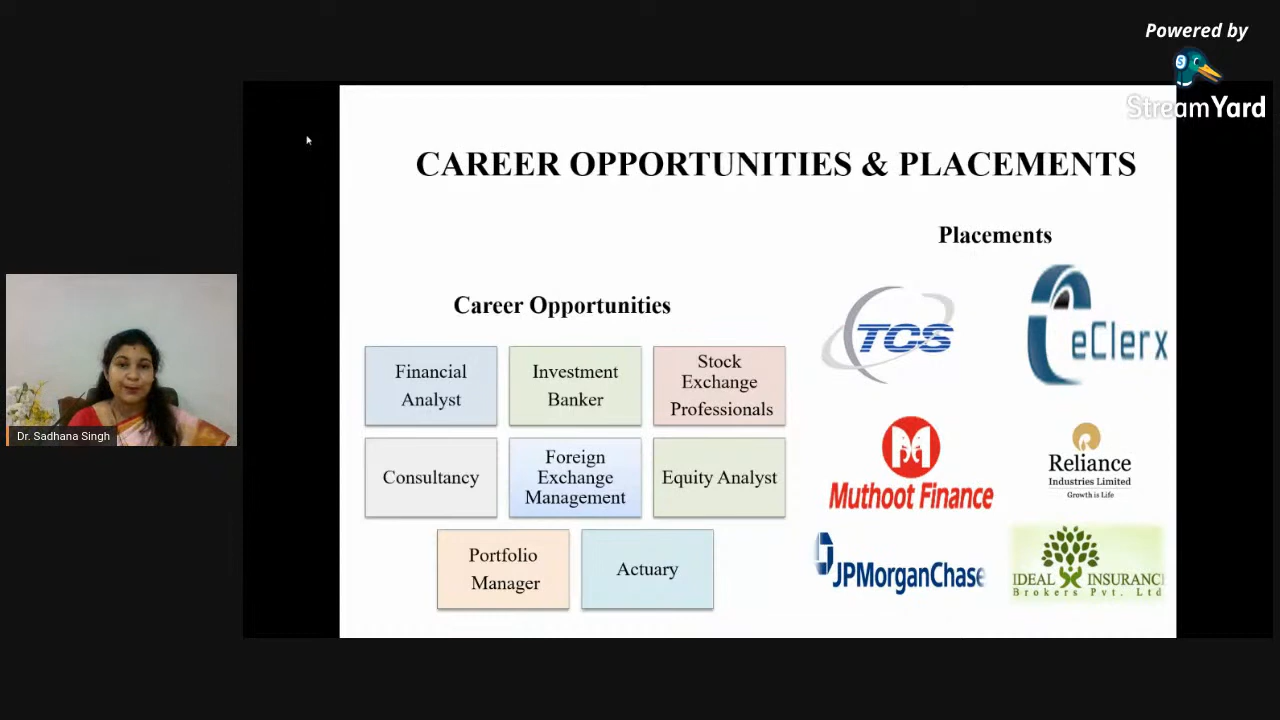 Powered by
StreamYard
CAREER OPPORTUNITIES & PLACEMENTS
Placements
Career Opportunities
Financial
Analyst
Investment
Banker
Stock
Exchange
Professionals
Consultancy
Foreign
Exchange
Management
Equity Analyst
Portfolio
Manager
Actuary
TCS
eClerx
Muthoot Finance
Reliance
Industries Limited
Growth is Life
JPMorganChase
IDEAL INSURANC
Brokers Pvt. Ltd
Dr. Sadhana Singh
S